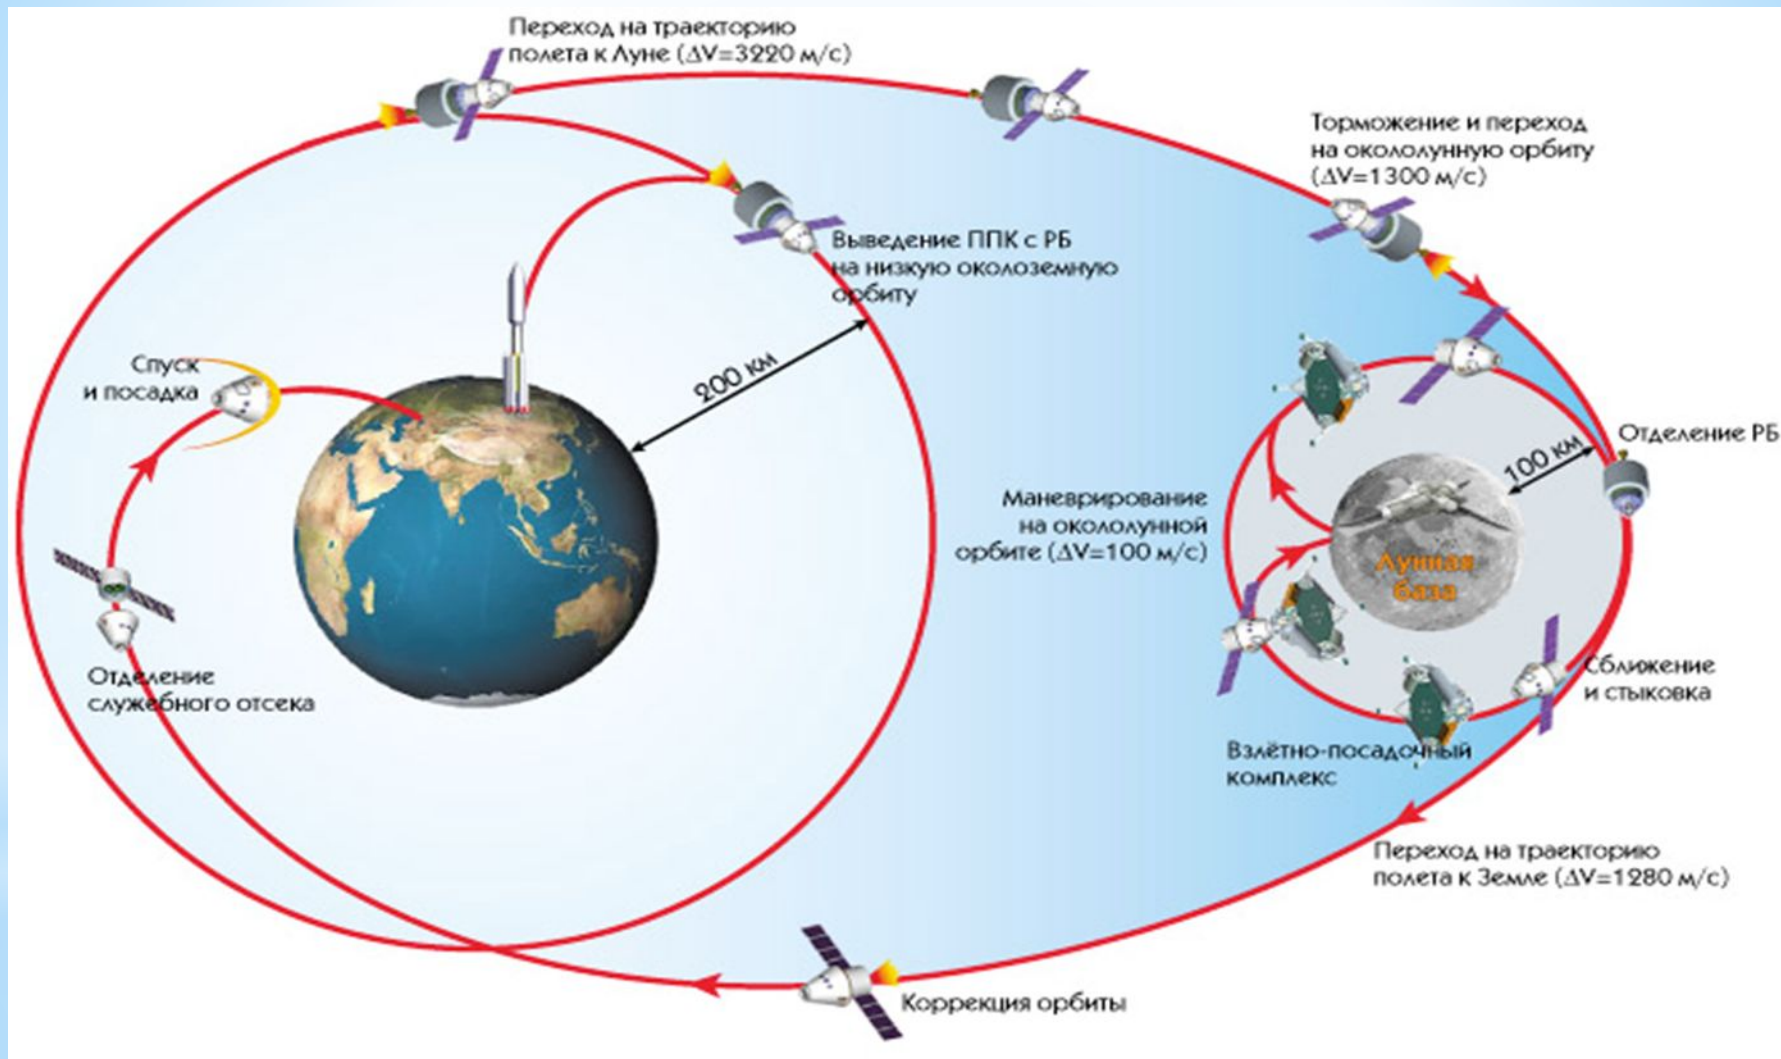 Переход на траекторию
полета к Луне (ΔV=3220 м/с)
Торможение и переход
на окололунную орбиту
(ΔV=1300 м/с)
Выведение ППК с РБ
на низкую околоземную
орбиту
Спуск
и посадка
200 км
Отделение РБ
100 км
Маневрирование
на окололунной
орбите (ΔV=100 м/с)
Лунная
база
Отделение
служебного отсека
Сближение
и стыковка
Взлётно-посадочный
комплекс
Переход на траекторию
полета к Земле (ΔV=1280 м/с)
Коррекция орбиты